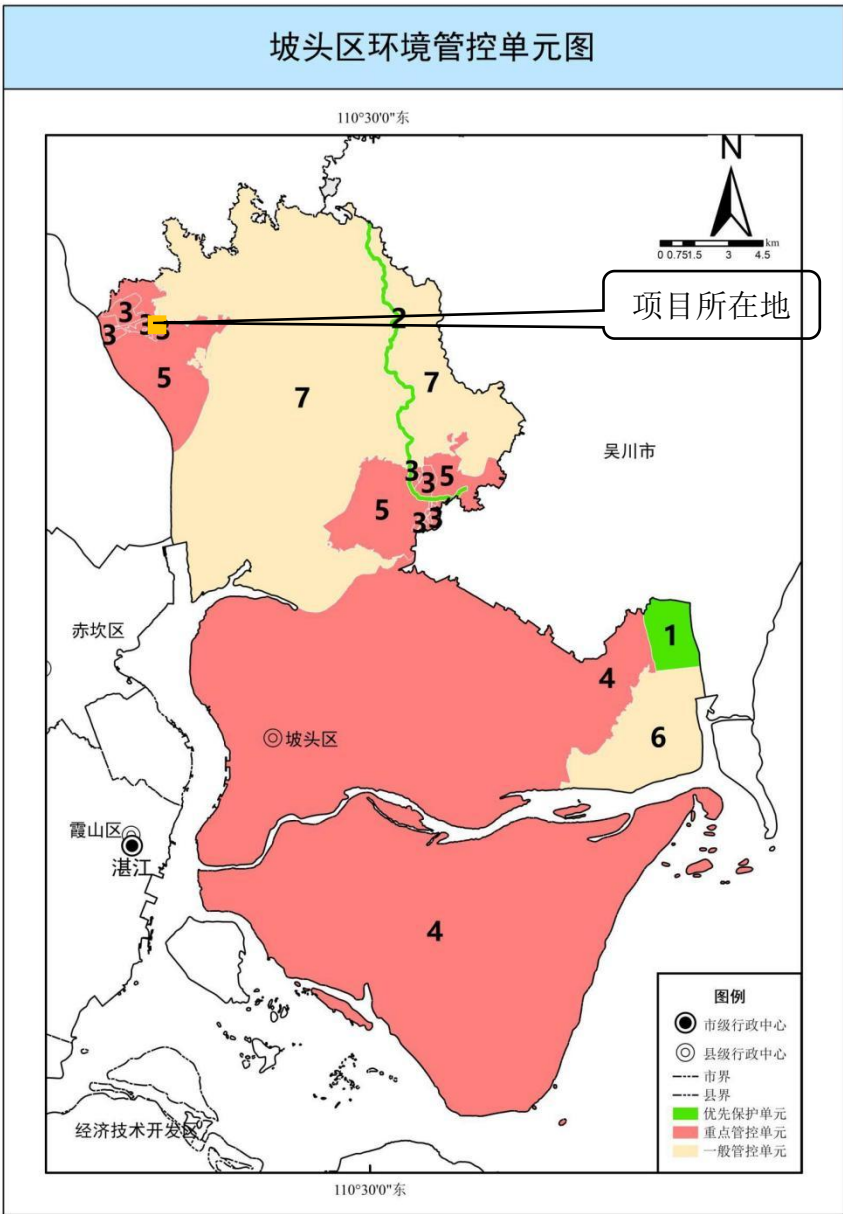 坡头区环境管控单元图
110°30'0"东
N
0 0.75 1.5 3 4.5 km
项目所在地
3
3
3
3
5
2
7
7
吴川市
3
3
5
5
3
3
赤坎区
1
4
6
坡头区
霞山区
湛江
4
经济技术开发区
图例
市级行政中心
县级行政中心
市界
县界
优先保护单元
重点管控单元
一般管控单元
110°30'0"东